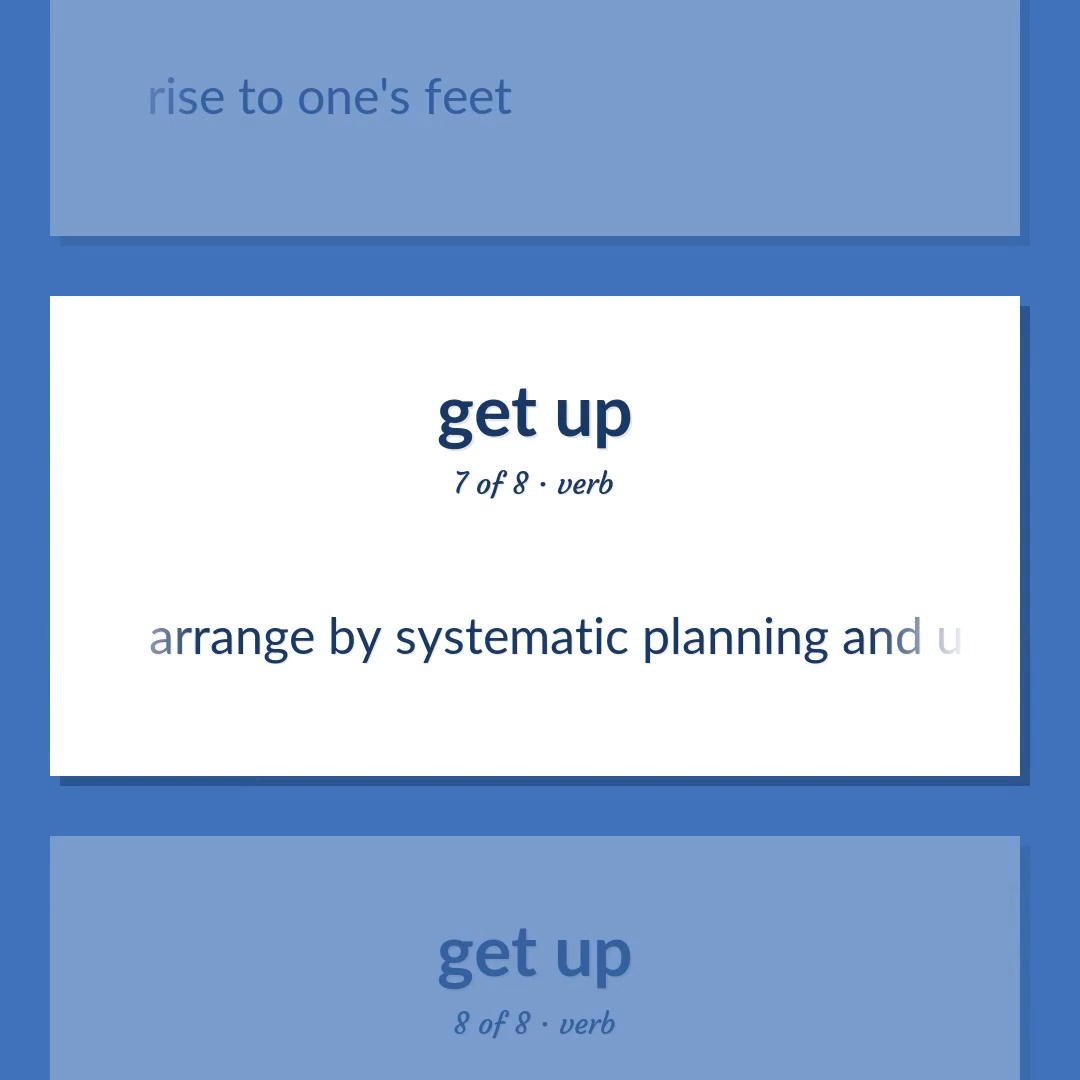 rise to one's feet
get up
7 of 8 · verb
arrange by systematic planning and
get up
8 of 8 · verb